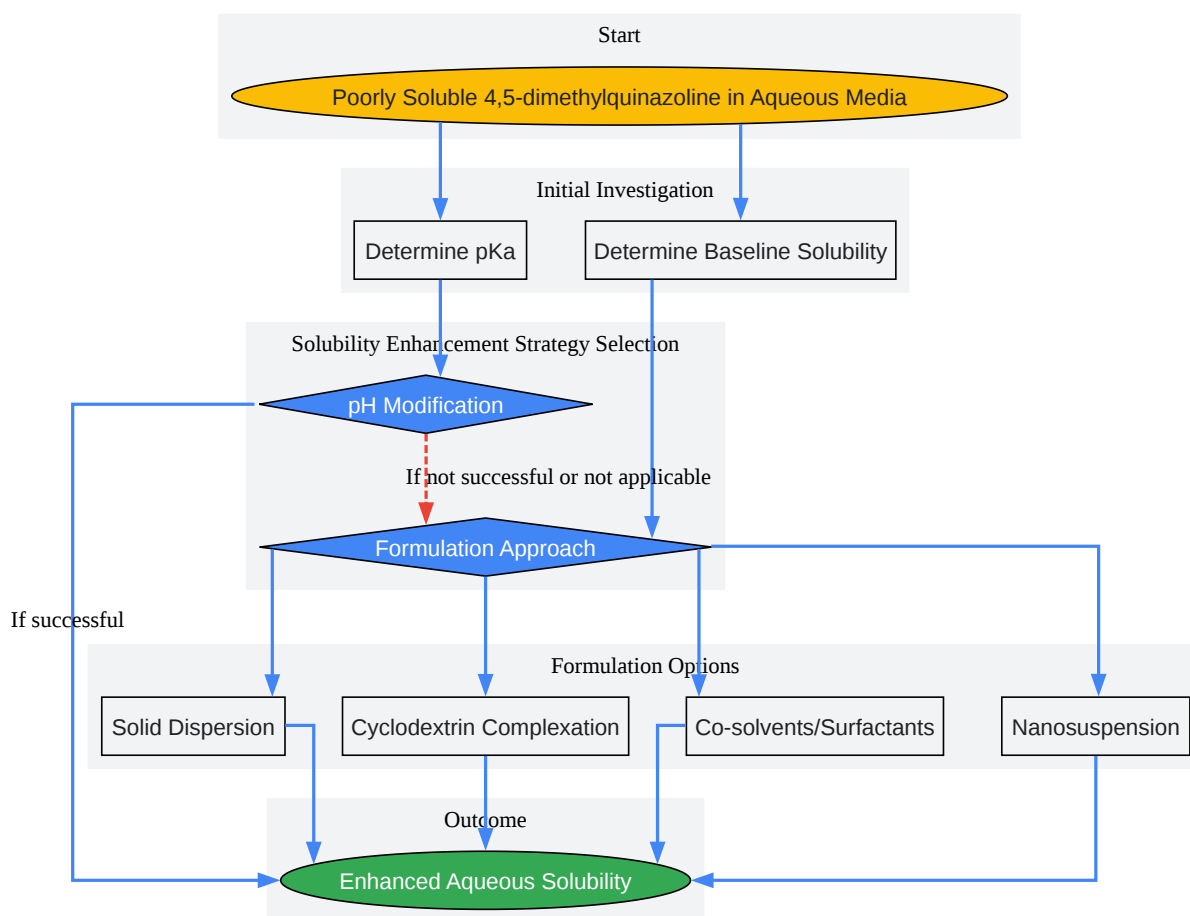 Start
Poorly Soluble 4,5-dimethylquinazoline in Aqueous Media
Initial Investigation
Determine pKa
Determine Baseline Solubility
Solubility Enhancement Strategy Selection
pH Modification
If not successful or not applicable
Formulation Approach
If successful
Formulation Options
Solid Dispersion
Cyclodextrin Complexation
Co-solvents/Surfactants
Nanosuspension
Outcome
Enhanced Aqueous Solubility